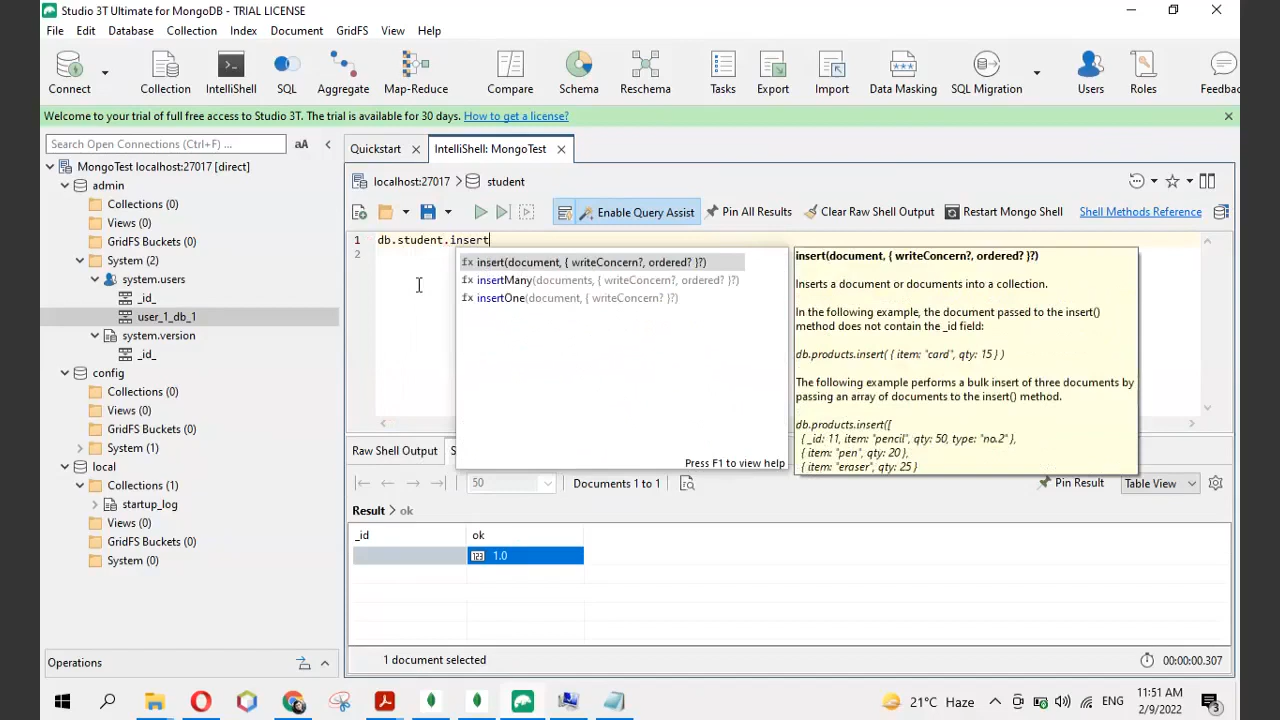 Studio 3T Ultimate for MongoDB - TRIAL LICENSE
File Edit Database Collection Index Document GridFS View Help
Connect Collection IntelliShell SQL Aggregate Map-Reduce Compare Schema Reschema Tasks Export Import Data Masking SQL Migration Users Roles Feedbac
Welcome to your trial of full free access to Studio 3T. The trial is available for 30 days. How to get a license?
Search Open Connections (Ctrl+F) ... aA
Quickstart IntelliShell: MongoTest
MongoTest localhost:27017 [direct]
admin
Collections (0)
Views (0)
GridFS Buckets (0)
System (2)
system.users
_id_
user_1_db_1
system.version
_id_
config
Collections (0)
Views (0)
GridFS Buckets (0)
System (1)
local
Collections (1)
startup_log
Views (0)
GridFS Buckets (0)
System (0)
Operations
localhost:27017 student
Enable Query Assist Pin All Results Clear Raw Shell Output Restart Mongo Shell Shell Methods Reference
1 db.student.insert
2
insert(document, { writeConcern?, ordered? }?)
insertMany(documents, { writeConcern?, ordered? }?)
insertOne(document, { writeConcern? }?)
Press F1 to view help
insert(document, { writeConcern?, ordered? }?)
Inserts a document or documents into a collection.
In the following example, the document passed to the insert()
method does not contain the _id field:
db.products.insert( { item: "card", qty: 15 } )
The following example performs a bulk insert of three documents by
passing an array of documents to the insert() method.
db.products.insert([
{ _id: 11, item: "pencil", qty: 50, type: "no.2" },
{ item: "pen", qty: 20 },
{ item: "eraser", qty: 25 }
Raw Shell Output
50 Documents 1 to 1 Pin Result Table View
Result ok
_id ok
123 1.0
1 document selected 00:00:00.307
21°C Haze ENG 11:51 AM
2/9/2022 3